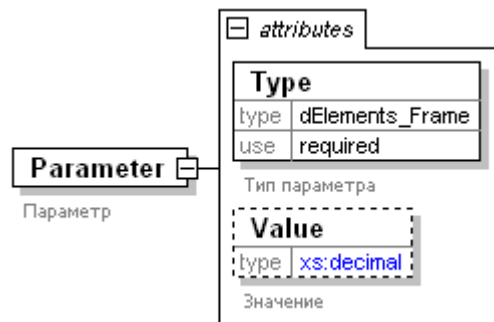 attributes
Type
type dElements_Frame
use required
Тип параметра
Parameter
Параметр
Value
type xs:decimal
Значение